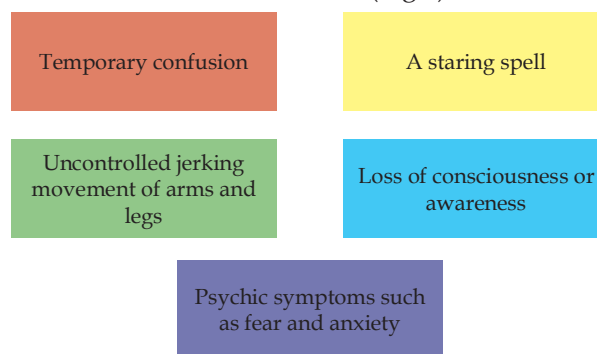 Temporary confusion
A staring spell
Uncontrolled jerking
movement of arms and
legs
Loss of consciousness or
awareness
Psychic symptoms such
as fear and anxiety